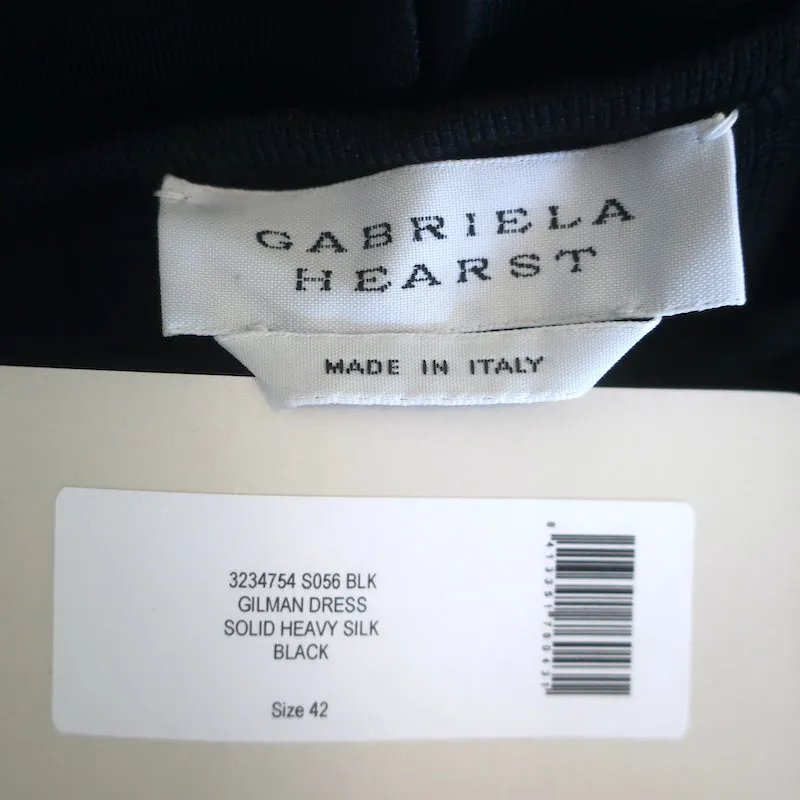 GABRIELA
HEARST
MADE IN ITALY
3234754 S056 BLK
GILMAN DRESS
SOLID HEAVY SILK
BLACK
Size 42